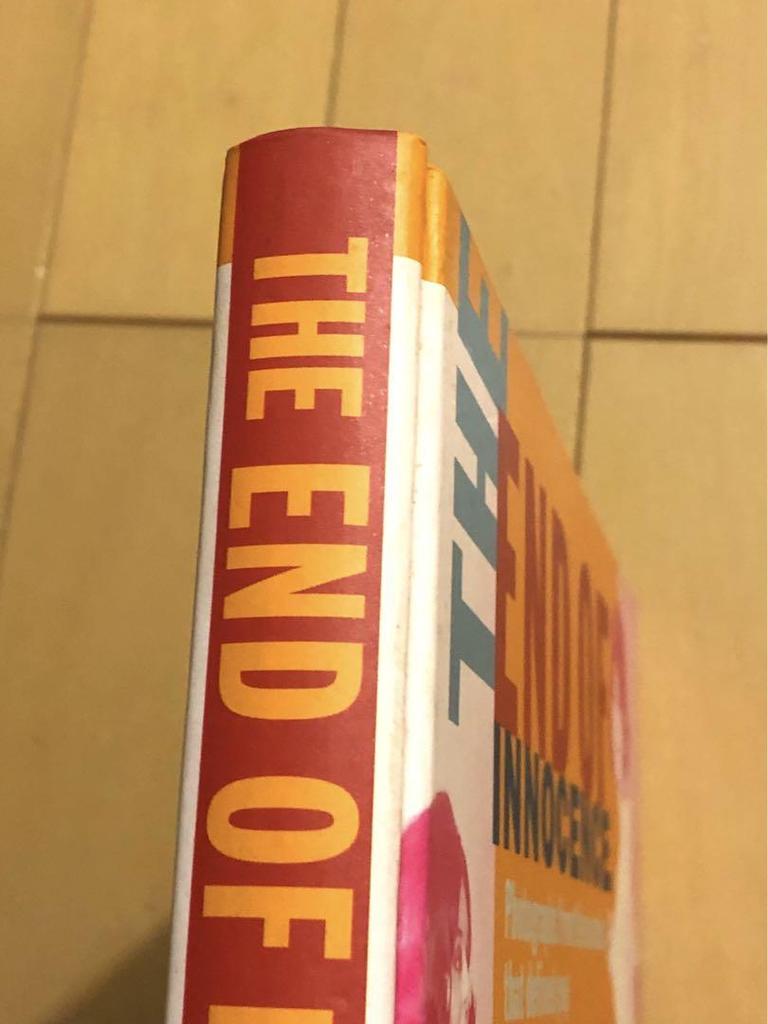 THE END OF
THE
END OF
INNOCENCE